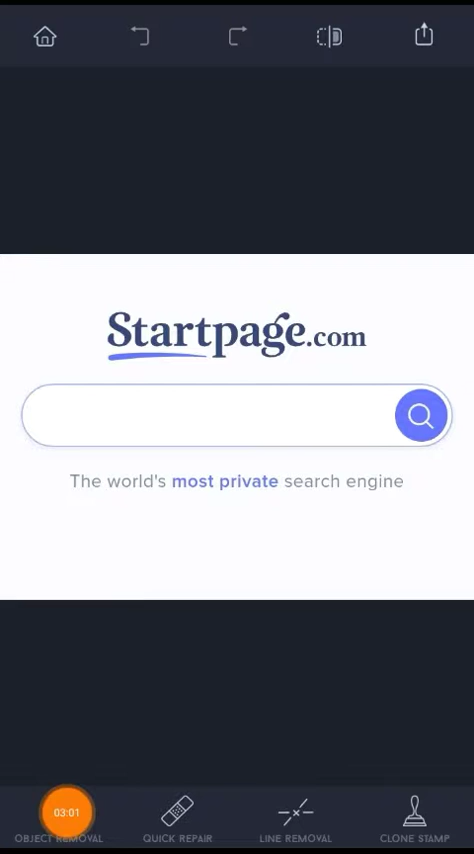 Startpage.com
The world's most private search engine
03:01
OBJECT REMOVAL
QUICK REPAIR
LINE REMOVAL
CLONE STAMP